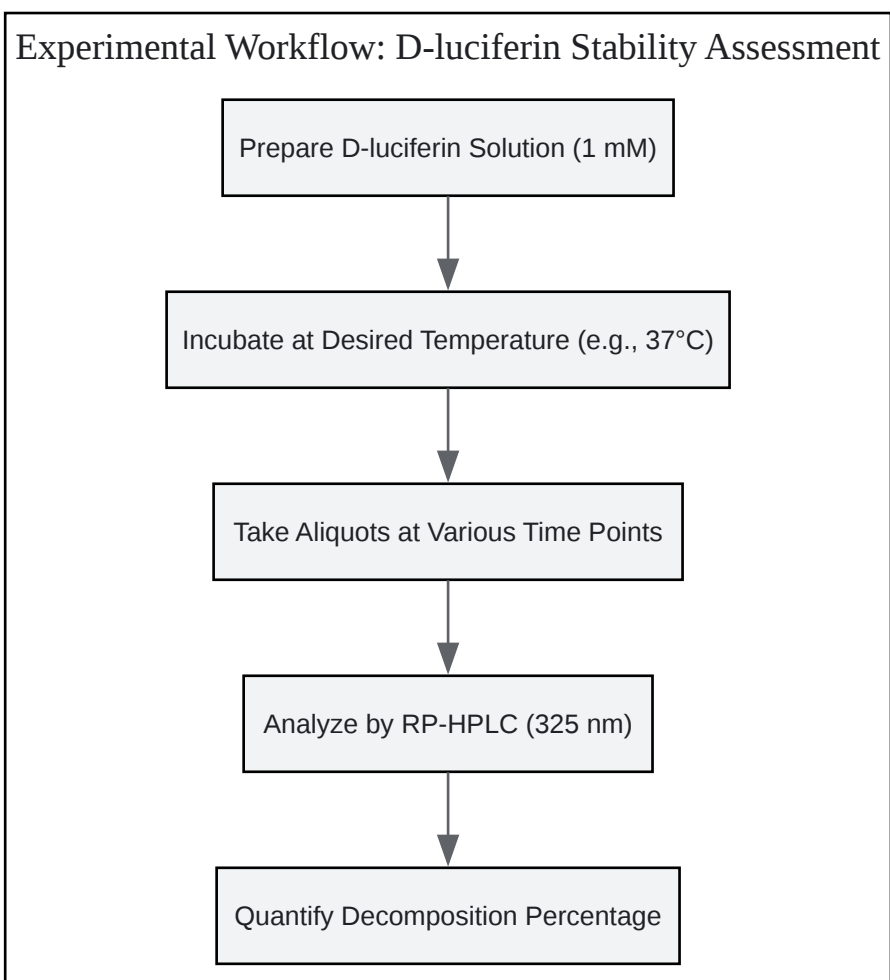 Experimental Workflow: D-luciferin Stability Assessment
Prepare D-luciferin Solution (1 mM)
Incubate at Desired Temperature (e.g., 37°C)
Take Aliquots at Various Time Points
Analyze by RP-HPLC (325 nm)
Quantify Decomposition Percentage